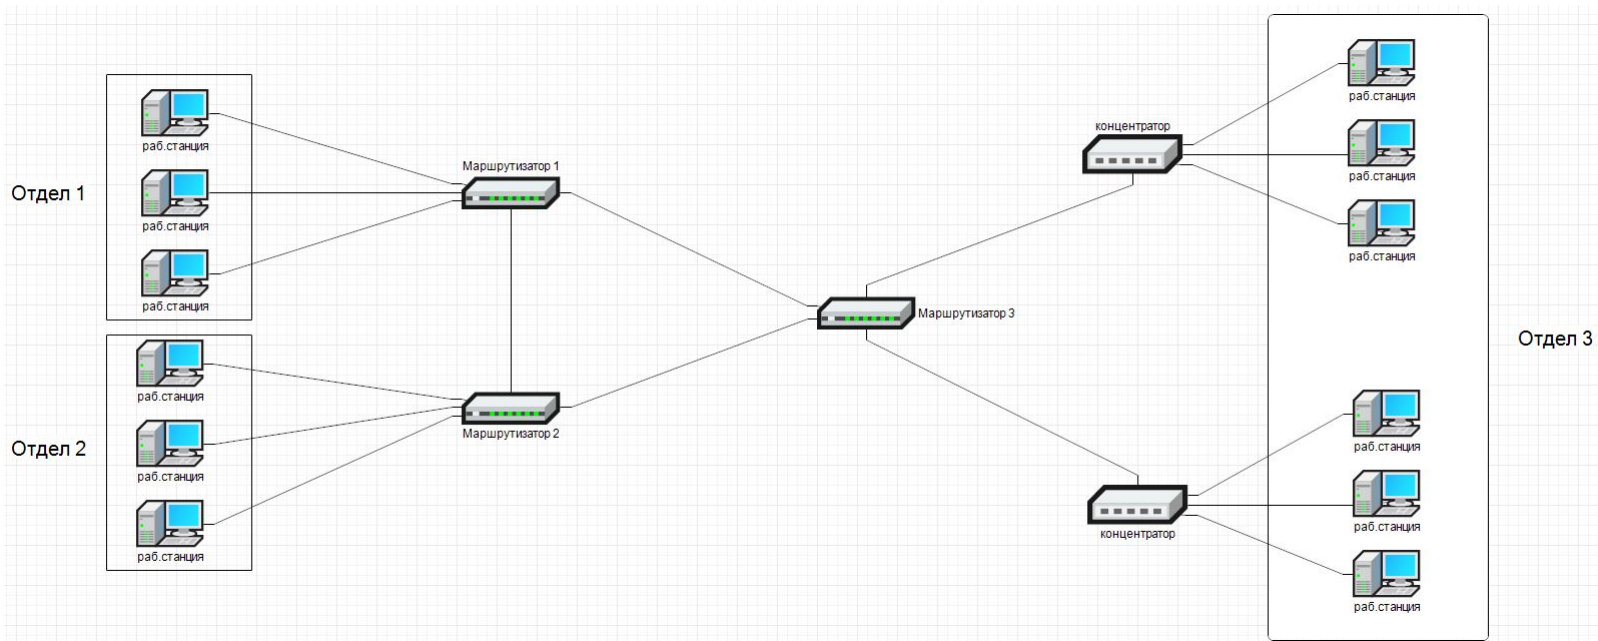 Отдел 1
раб.станция
раб.станция
раб.станция
Отдел 2
раб.станция
раб.станция
раб.станция
Маршрутизатор 1
Маршрутизатор 2
Маршрутизатор 3
концентратор
концентратор
раб.станция
раб.станция
раб.станция
раб.станция
раб.станция
раб.станция
Отдел 3